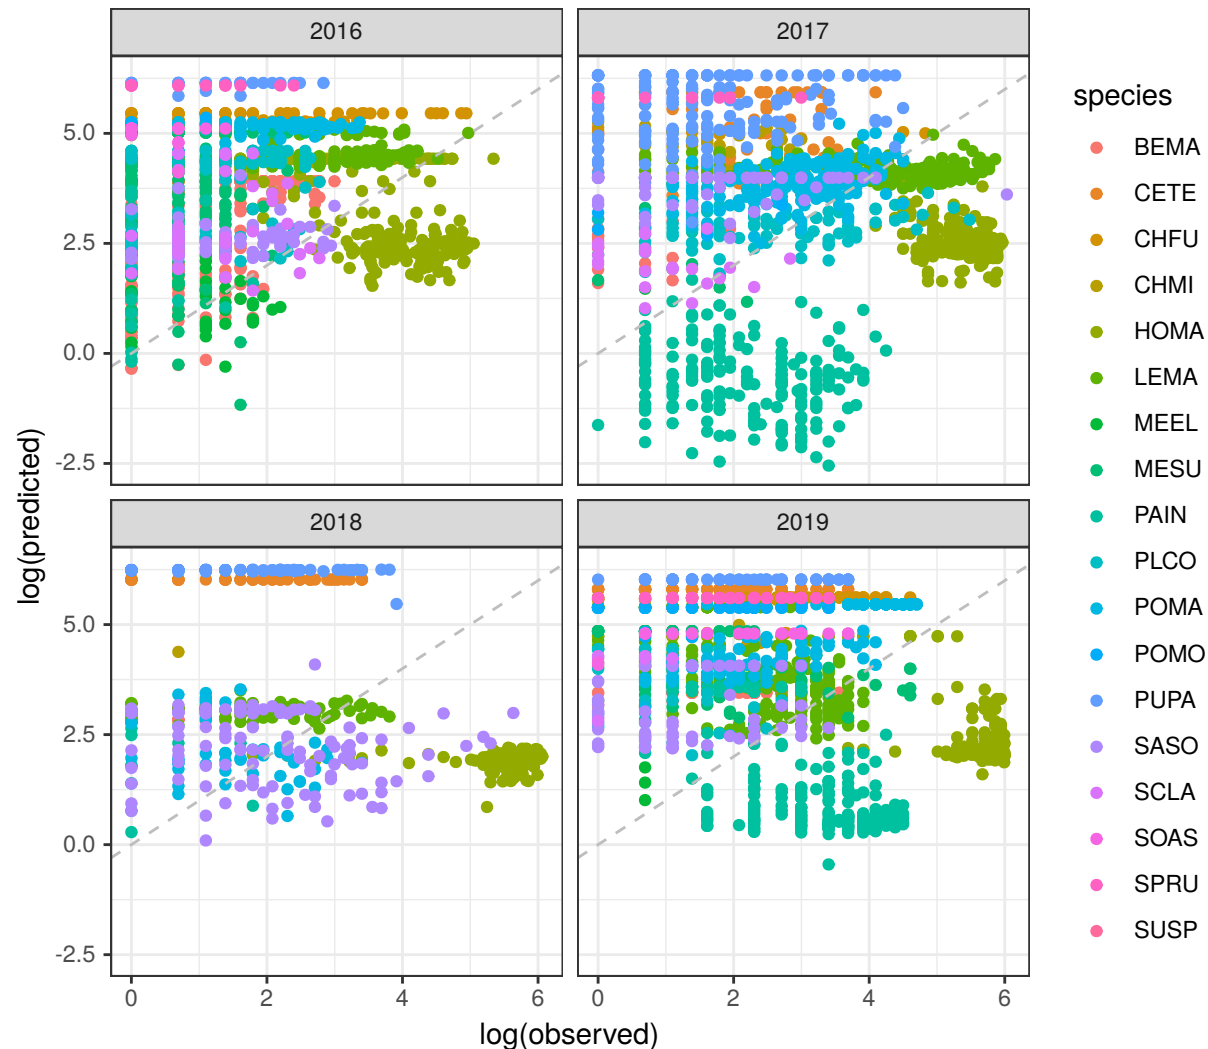 2016
2017
5.0
2.5
0.0
-2.5
2018
2019
5.0
2.5
0.0
-2.5
0
2
4
6
0
2
4
6
log(observed)
log(predicted)
species
BEMA
CETE
CHFU
CHMI
HOMA
LEMA
MEEL
MESU
PAIN
PLCO
POMA
POMO
PUPA
SASO
SCLA
SOAS
SPRU
SUSP